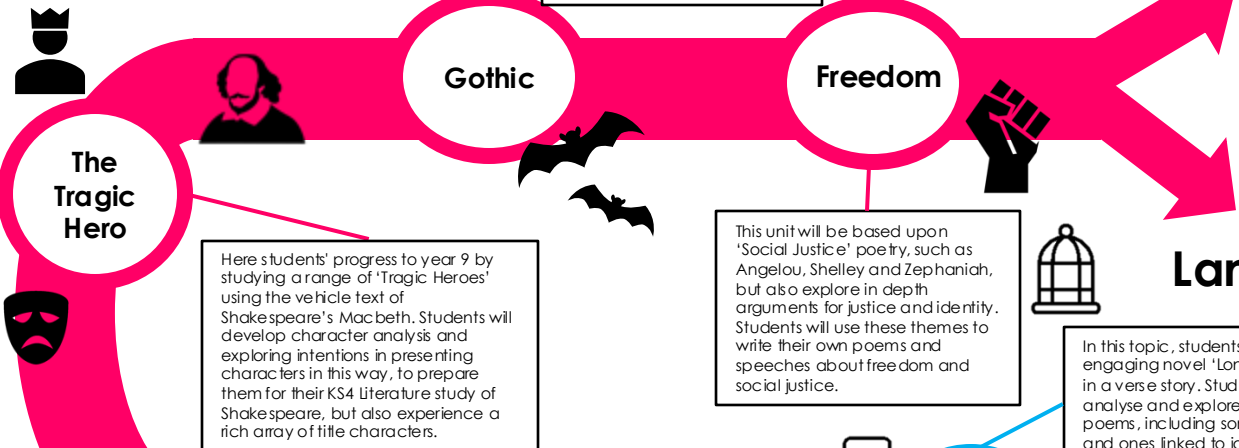 Gothic
Freedom
The
Tragic
Hero
Here students' progress to year 9 by
studying a range of 'Tragic Heroes'
using the vehicle text of
Shakespeare's Macbeth. Students will
develop character analysis and
exploring intentions in presenting
characters in this way, to prepare
them for their KS4 Literature study of
Shakespeare, but also experience a
rich array of title characters.
This unit will be based upon
'Social Justice' poetry, such as
Angelou, Shelley and Zephaniah,
but also explore in depth
arguments for justice and identity.
Students will use these themes to
write their own poems and
speeches about freedom and
social justice.
In this topic, students
engaging novel
in a verse story.
analyse and explore
poems, including
and ones linked to